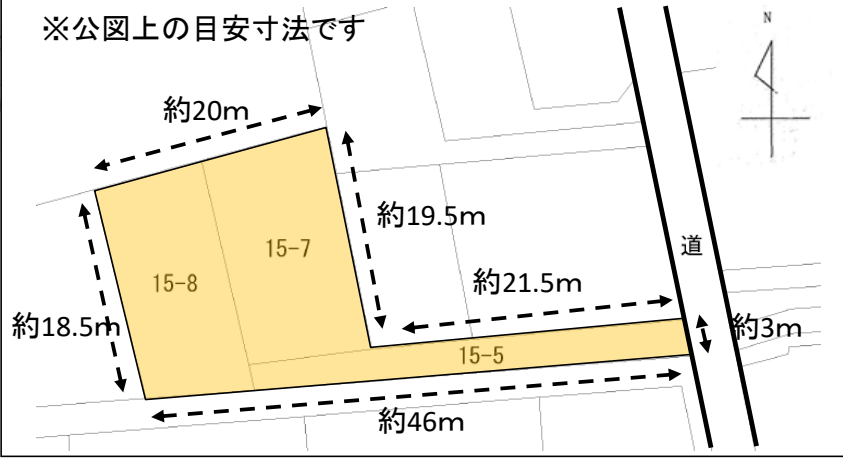 ※公図上の目安寸法です
N
約20m
約19.5m
15-7
道
15-8
約21.5m
約18.5m
約3m
15-5
約46m